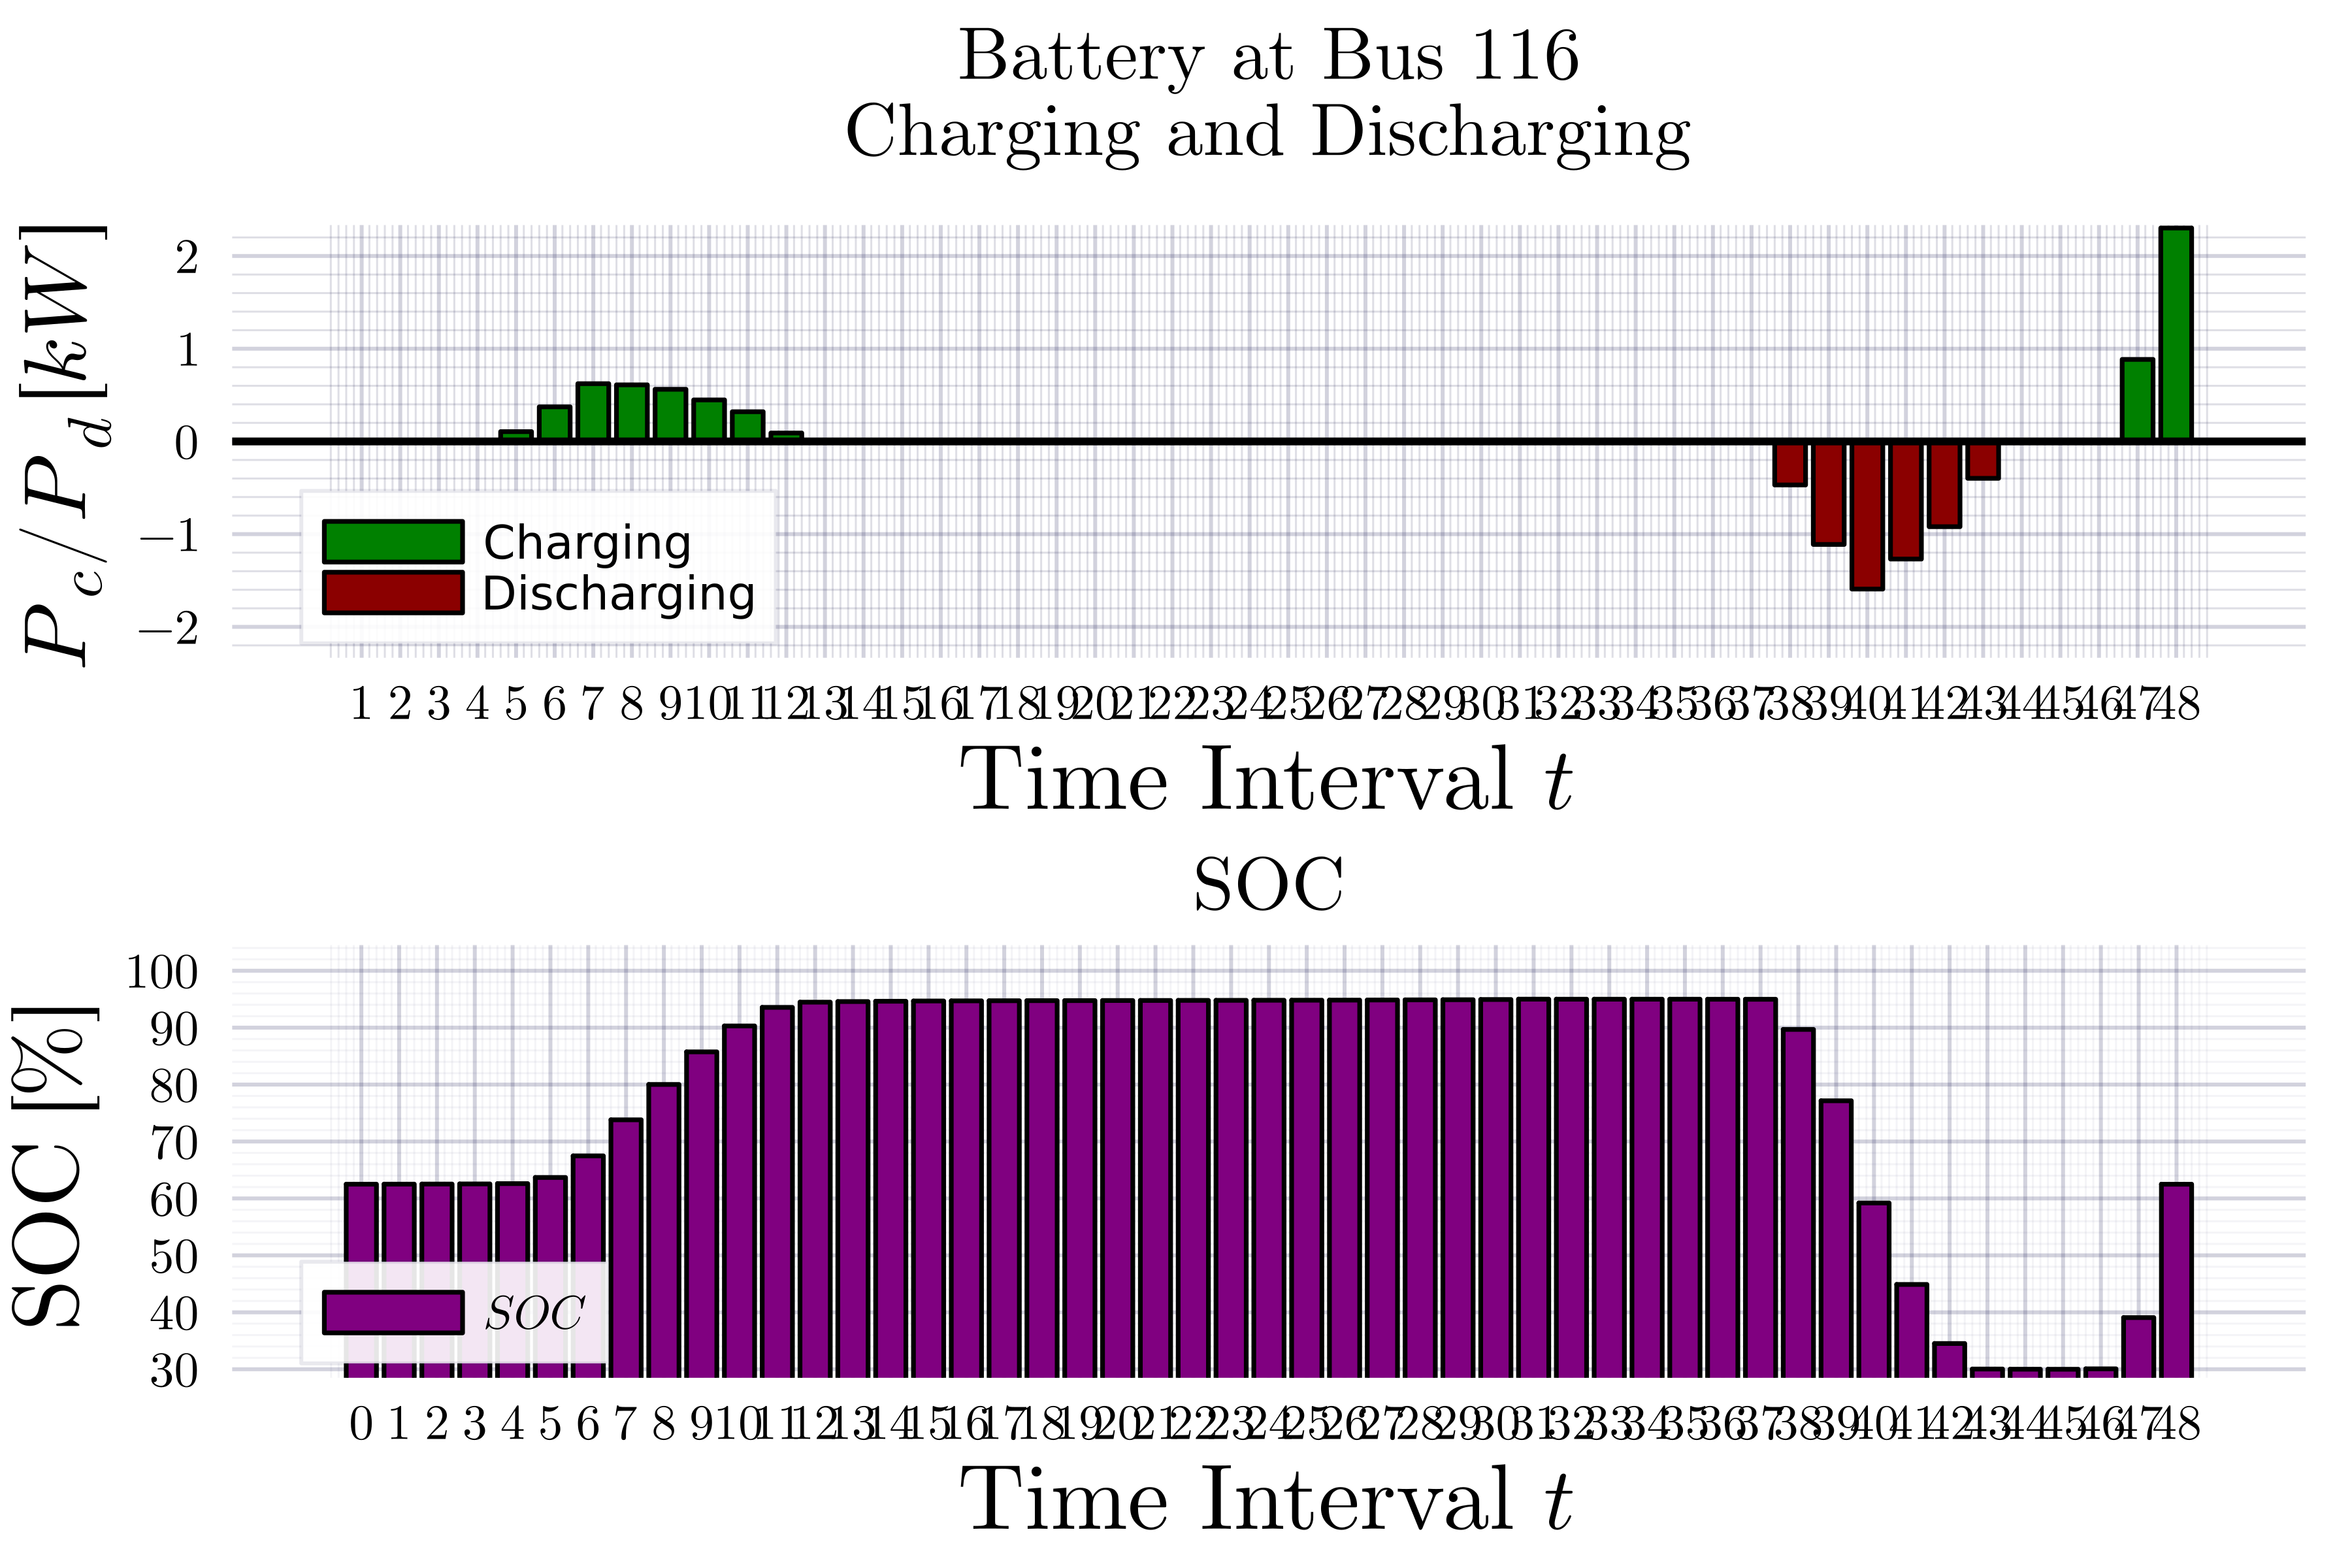 Battery at Bus 116
Charging and Discharging
P_c/P_d [kW]
2
1
0
−1
−2
Charging
Discharging
1 2 3 4 5 6 7 8 9 10 11 12 13 14 15 16 17 18 19 20 21 22 23 24 25 26 27 28 29 30 31 32 33 34 35 36 37 38 39 40 41 42 43 44 45 46 47 48
Time Interval t
SOC
SOC [%]
100
90
80
70
60
50
40
30
SOC
0 1 2 3 4 5 6 7 8 9 10 11 12 13 14 15 16 17 18 19 20 21 22 23 24 25 26 27 28 29 30 31 32 33 34 35 36 37 38 39 40 41 42 43 44 45 46 47 48
Time Interval t